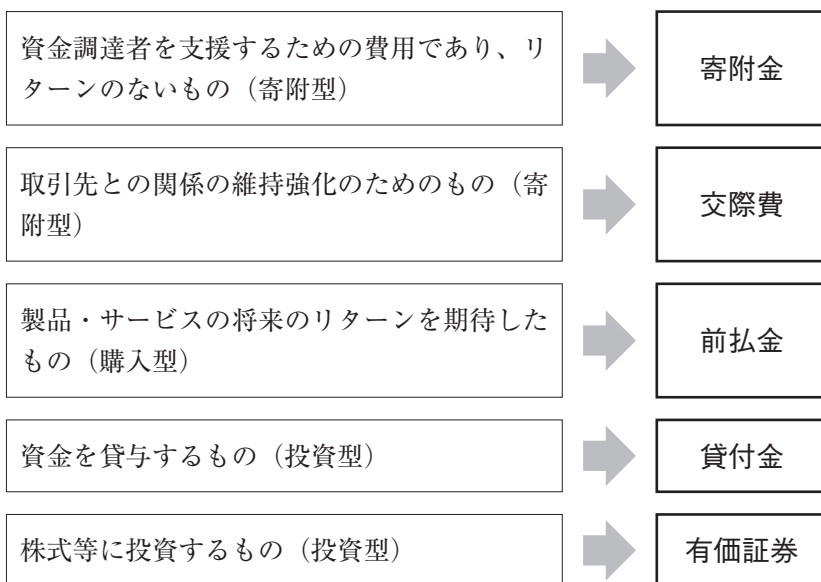 資金調達者を支援するための費用であり、リ
ターンのないもの（寄附型）
寄附金
取引先との関係の維持強化のためのもの（寄
附型）
交際費
製品・サービスの将来のリターンを期待した
もの（購入型）
前払金
資金を貸与するもの（投資型）
貸付金
株式等に投資するもの（投資型）
有価証券